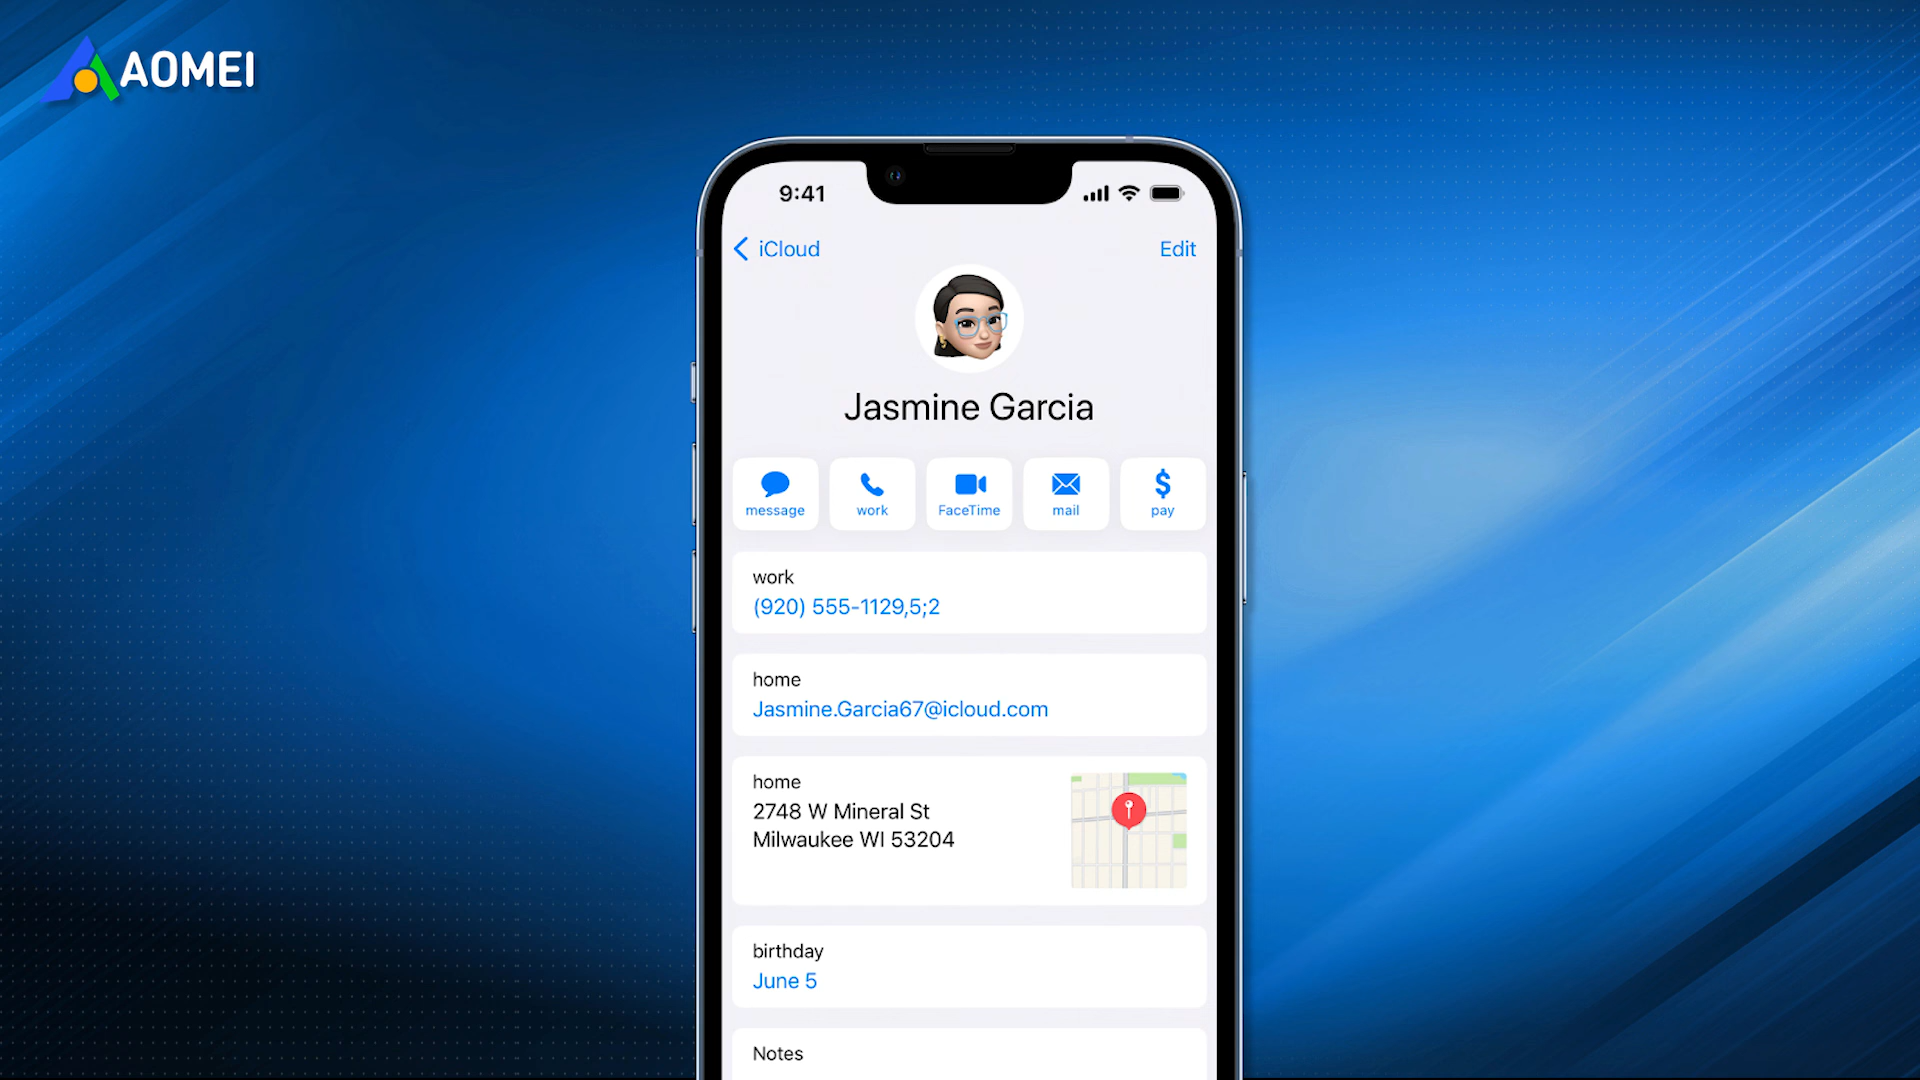 AOMEI
9:41
iCloud
Edit
Jasmine Garcia
message
work
FaceTime
mail
$
pay
work
(920) 555-1129,5;2
home
Jasmine.Garcia67@icloud.com
home
2748 W Mineral St
Milwaukee WI 53204
birthday
June 5
Notes